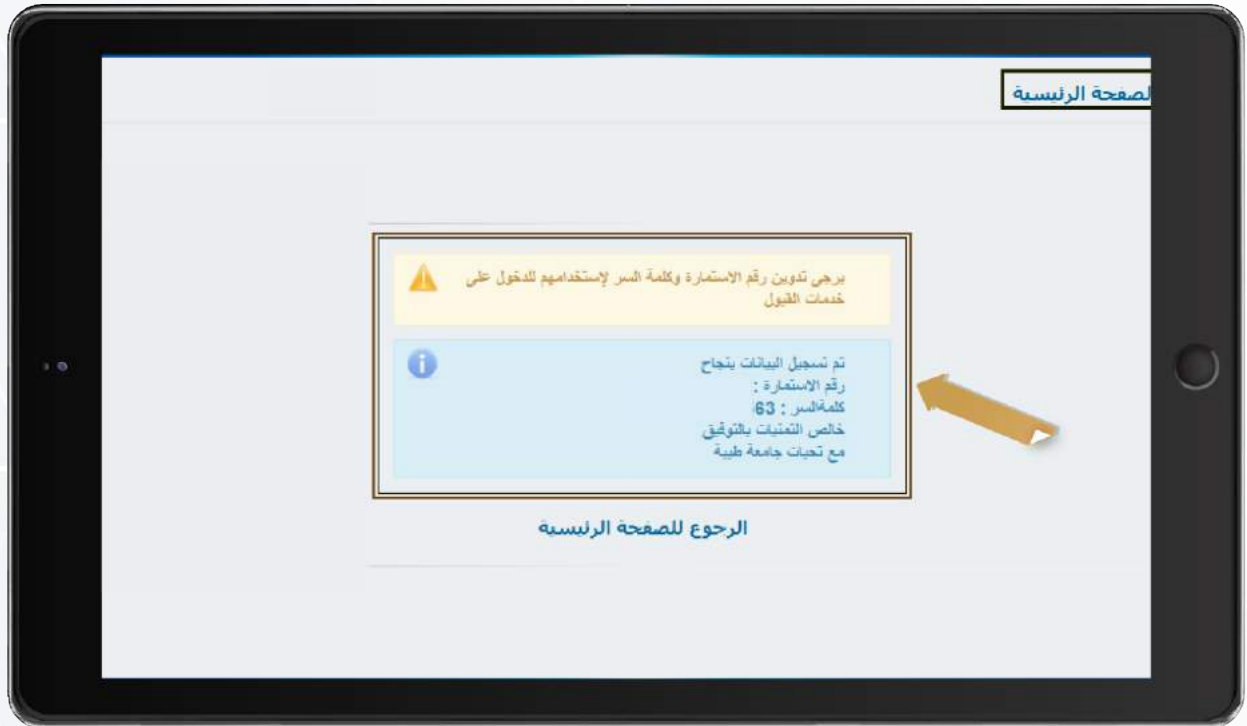 لصفحة الرئيسية
يرجى تدوين رقم الاستمارة وكلمة السر لإستخدامهم للدخول على
خدمات القبول
تم تسجيل البيانات بنجاح
رقم الاستمارة :
كلمةالسر : 63
خالص التمنيات بالتوفيق
مع تحيات جامعة طيبة
الرجوع للصفحة الرئيسية